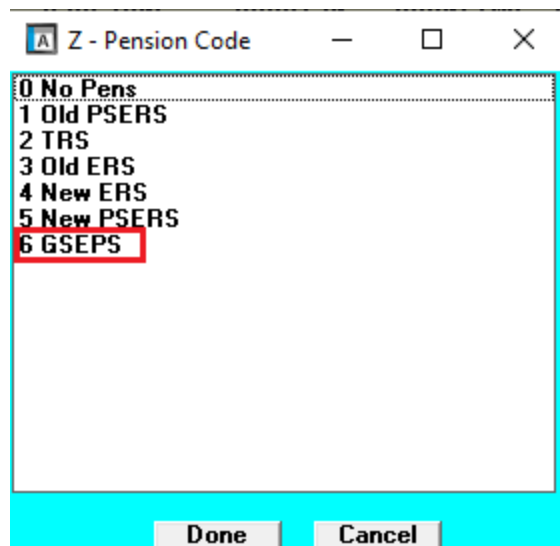 A Z - Pension Code
0 No Pens
1 Old PSERS
2 TRS
3 Old ERS
4 New ERS
5 New PSERS
6 GSEPS
Done Cancel